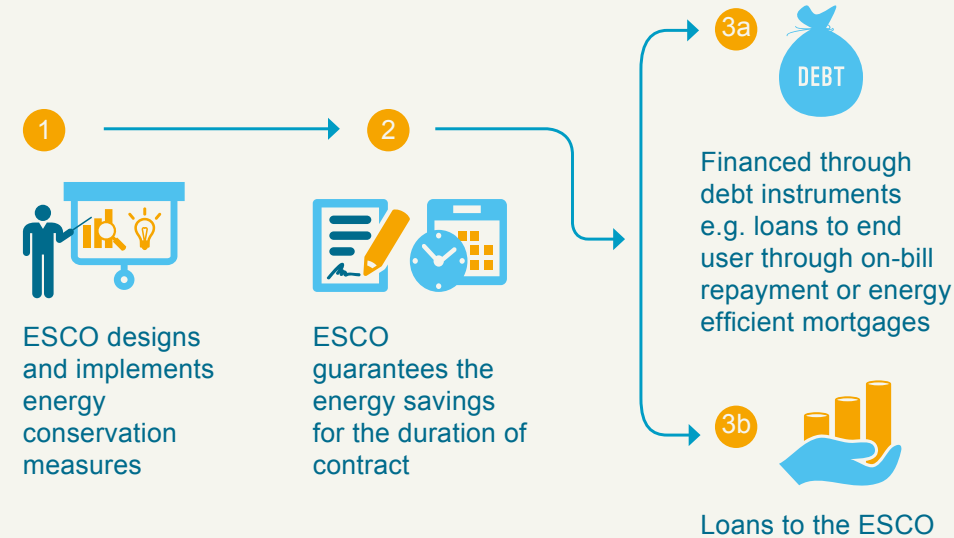 1
ESCO designs
and implements
energy
conservation
measures
2
ESCO
guarantees the
energy savings
for the duration of
contract
3a
DEBT
Financed through
debt instruments
e.g. loans to end
user through on-bill
repayment or energy
efficient mortgages
3b
Loans to the ESCO